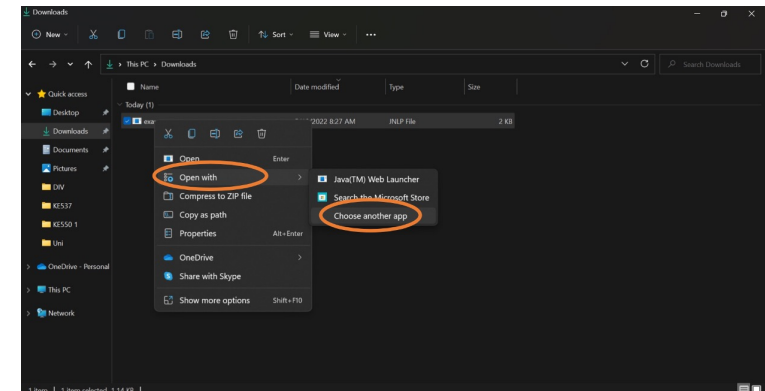 Downloads
New
Sort
View
This PC > Downloads
Search Downloads
Name
Date modified
Type
Size
Quick access
Today (1)
Desktop
2022 8:27 AM
JNLP File
2 KB
Downloads
Documents
Pictures
DIV
KE537
KE550 1
Uni
OneDrive - Personal
This PC
Network
Open
Enter
Open with
Compress to ZIP file
Copy as path
Properties
Alt+Enter
OneDrive
Share with Skype
Show more options
Shift+F10
Java(TM) Web Launcher
Search the Microsoft Store
Choose another app
1 item
1 item selected 1.14 KB